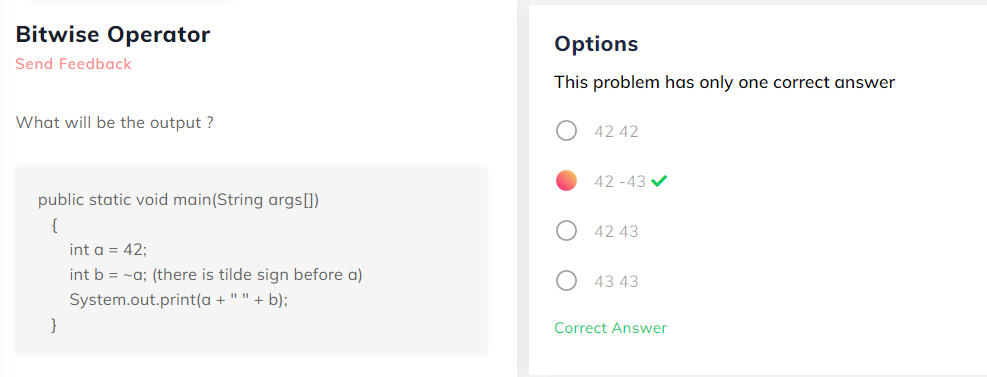 Bitwise Operator
Send Feedback
What will be the output ?
public static void main(String args[])
{
int a = 42;
int b = ~a; (there is tilde sign before a)
System.out.print(a + " " + b);
}
Options
This problem has only one correct answer
42 42
42 -43
42 43
43 43
Correct Answer